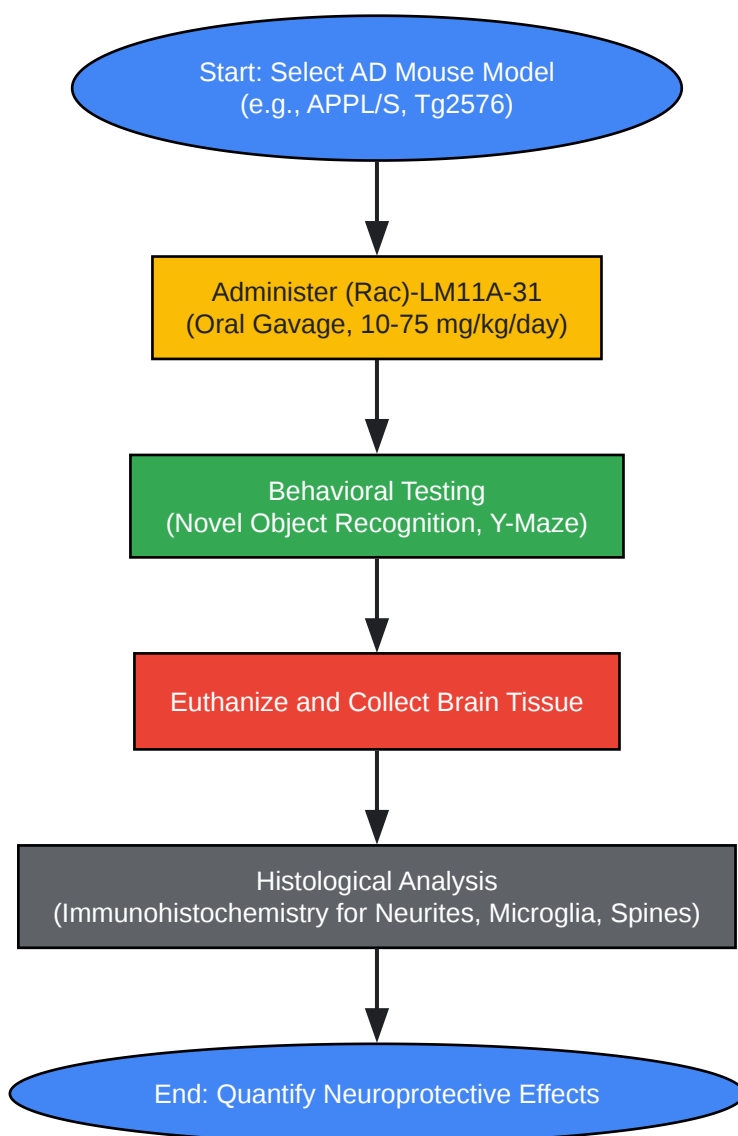 Start: Select AD Mouse Model
(e.g., APPL/S, Tg2576)
Administer (Rac)-LM11A-31
(Oral Gavage, 10-75 mg/kg/day)
Behavioral Testing
(Novel Object Recognition, Y-Maze)
Euthanize and Collect Brain Tissue
Histological Analysis
(Immunohistochemistry for Neurites, Microglia, Spines)
End: Quantify Neuroprotective Effects